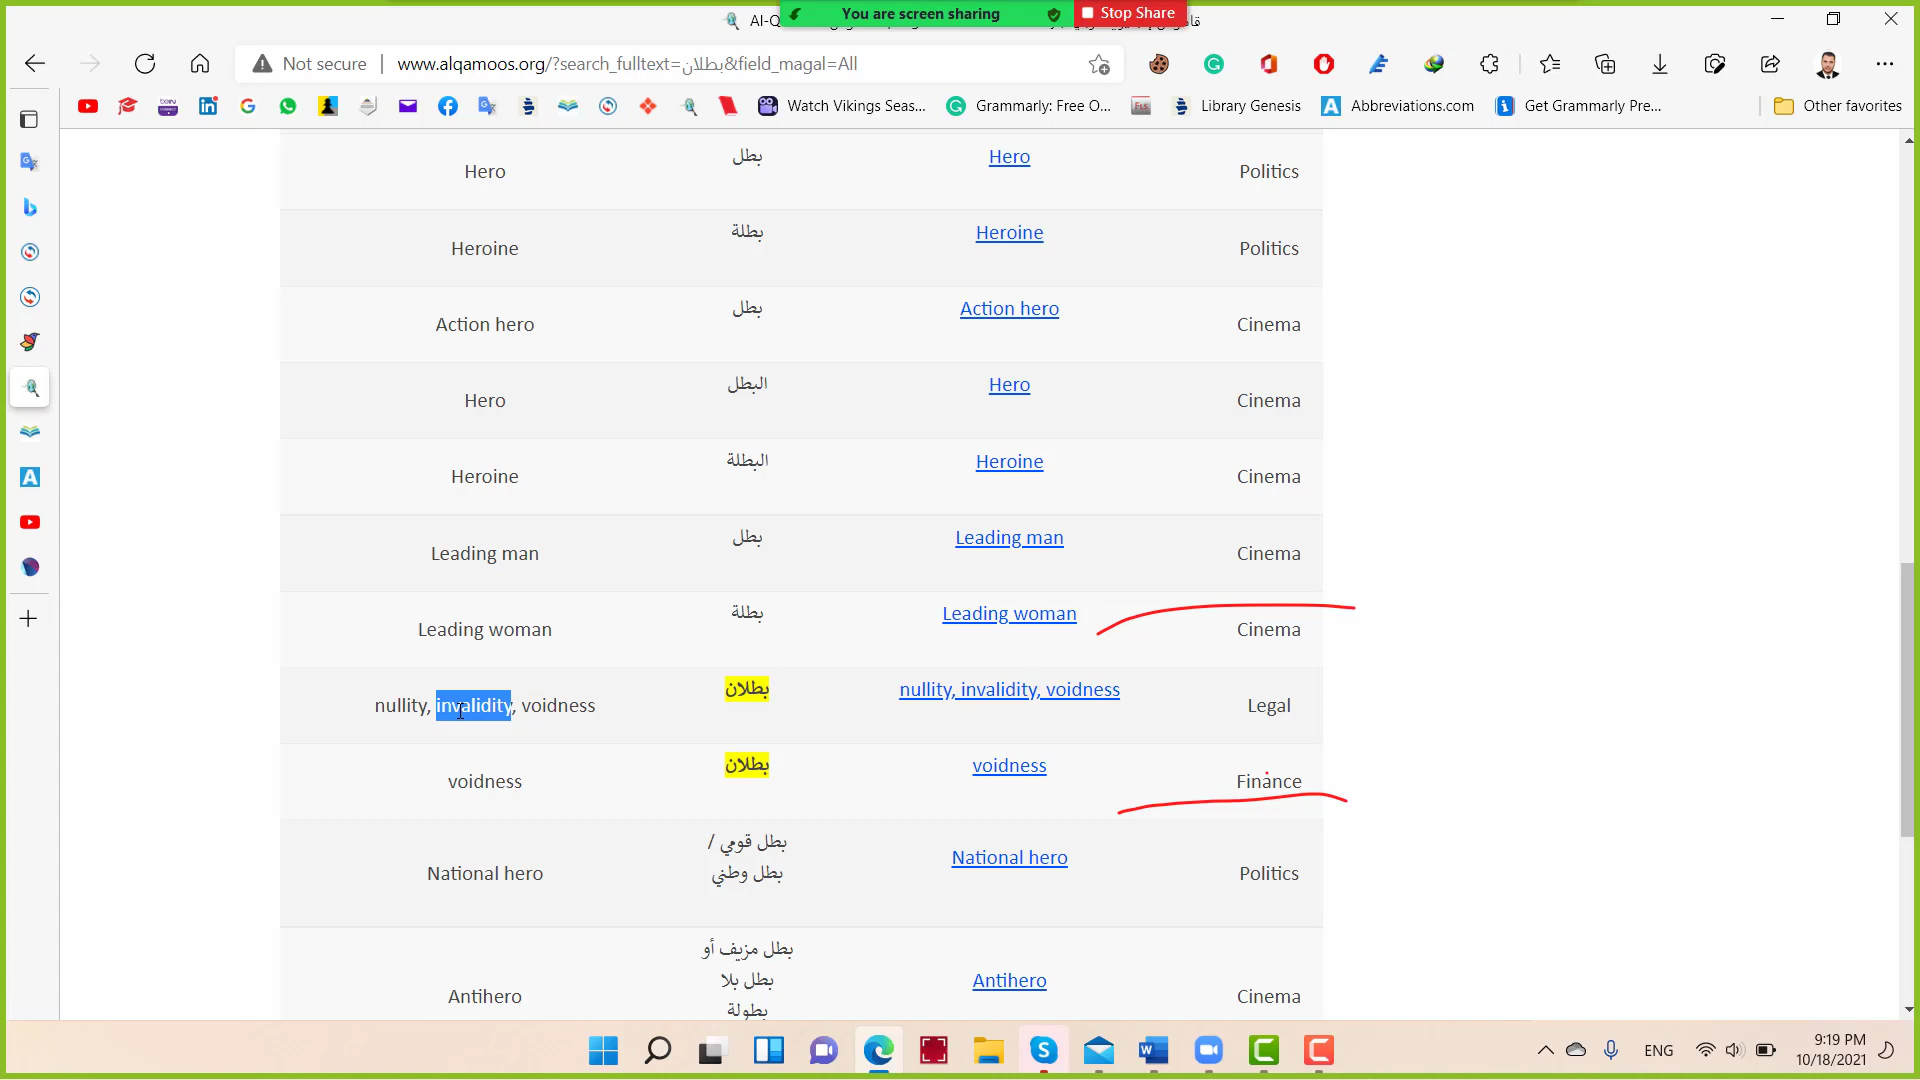 You are screen sharing
Stop Share
Al-Q
Not secure
www.alqamoos.org/?search_fulltext=بطلان&field_magal=All
Watch Vikings Seas...
Grammarly: Free O...
Library Genesis
Abbreviations.com
Get Grammarly Pre...
Other favorites
Hero بطل Hero Politics
Heroine بطلة Heroine Politics
Action hero بطل Action hero Cinema
Hero البطل Hero Cinema
Heroine البطلة Heroine Cinema
Leading man بطل Leading man Cinema
Leading woman بطلة Leading woman Cinema
nullity, invalidity, voidness بطلان nullity, invalidity, voidness Legal
voidness بطلان voidness Finance
National hero بطل قومي / National hero Politics
بطل وطني
Antihero بطل مزيف أو Antihero Cinema
بطل بلا
بطولة
ENG
9:19 PM
10/18/2021